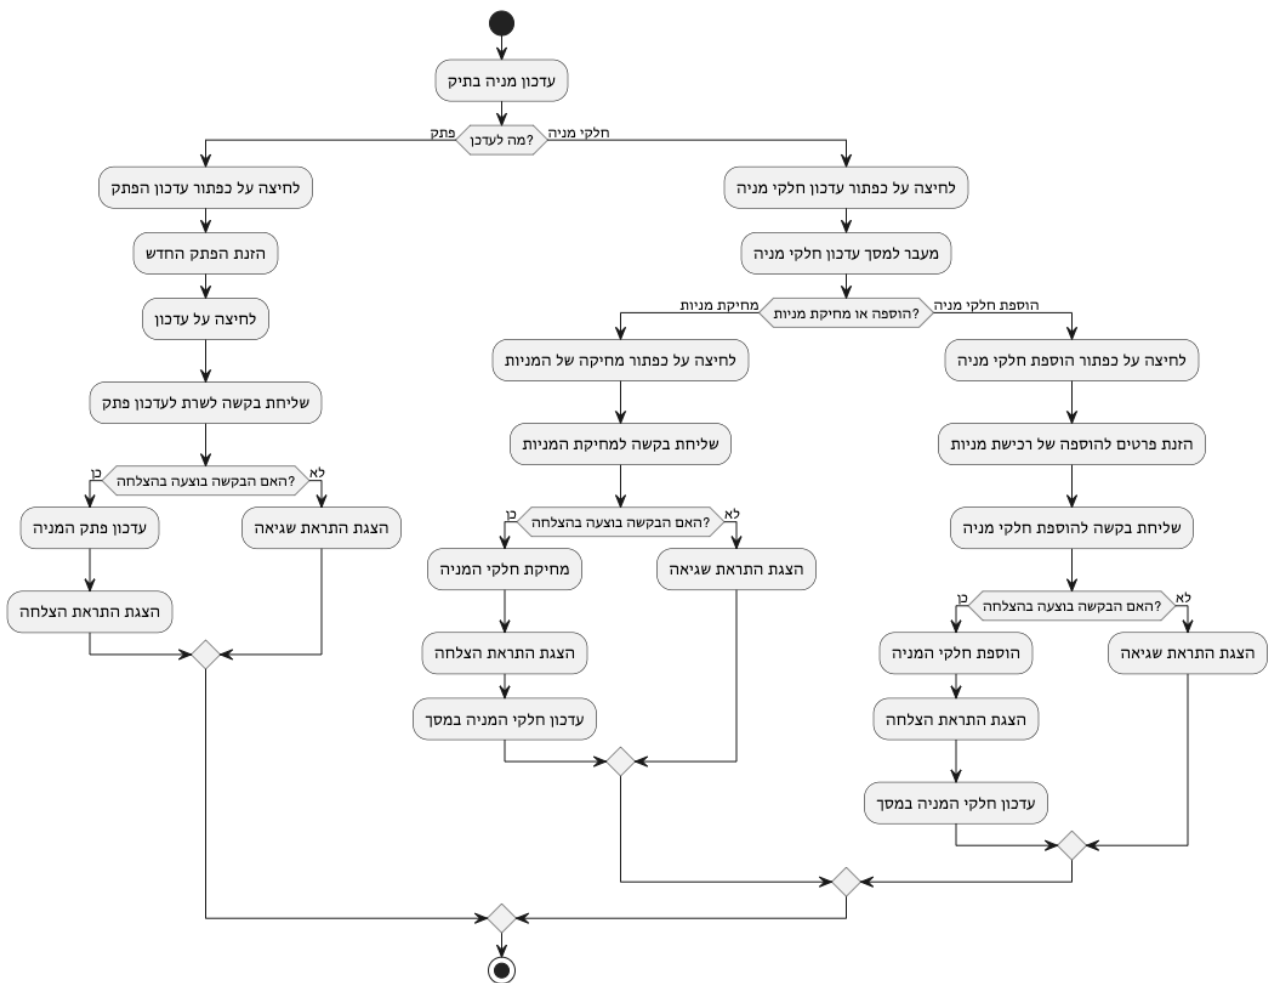 עדכון מניה בתיק
מה לעדכן?
פתק
חלקי מניה
לחיצה על כפתור עדכון הפתק
הזנת הפתק החדש
לחיצה על עדכון
שליחת בקשה לשרת לעדכון פתק
האם הבקשה בוצעה בהצלחה?
כן
לא
עדכון פתק המניה
הצגת התראת הצלחה
הצגת התראת שגיאה
לחיצה על כפתור עדכון חלקי מניה
מעבר למסך עדכון חלקי מניה
הוספה או מחיקת מניות?
מחיקת מניות
הוספת חלקי מניה
לחיצה על כפתור מחיקה של המניות
שליחת בקשה למחיקת המניות
האם הבקשה בוצעה בהצלחה?
כן
לא
מחיקת חלקי המניה
הצגת התראת הצלחה
עדכון חלקי המניה במסך
הצגת התראת שגיאה
לחיצה על כפתור הוספת חלקי מניה
הזנת פרטים להוספה של רכישת מניות
שליחת בקשה להוספת חלקי מניה
האם הבקשה בוצעה בהצלחה?
כן
לא
הוספת חלקי המניה
הצגת התראת הצלחה
עדכון חלקי המניה במסך
הצגת התראת שגיאה